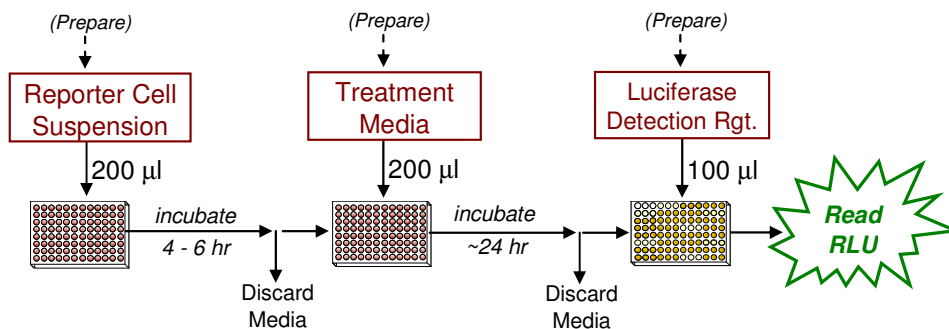 (Prepare)
(Prepare)
(Prepare)
Reporter Cell
Suspension
Treatment
Media
Luciferase
Detection Rgt.
200 µl
200 µl
100 µl
incubate
4 - 6 hr
incubate
~24 hr
Read
RLU
Discard
Media
Discard
Media